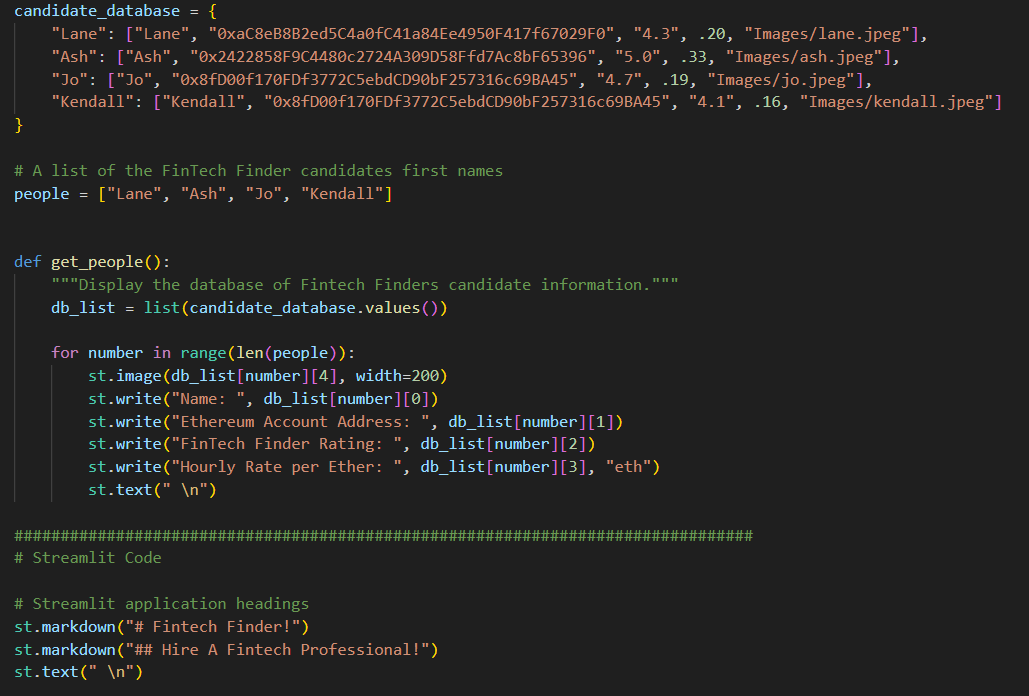 candidate_database = {
    "Lane": ["Lane", "0xaC8eB8B2ed5C4a0fC41a84Ee4950F417f67029F0", "4.3", .20, "Images/lane.jpeg"],
    "Ash": ["Ash", "0x2422858F9C4480c2724A309D58Ffd7Ac8bF65396", "5.0", .33, "Images/ash.jpeg"],
    "Jo": ["Jo", "0x8fD00f170FDf3772C5ebdCD90bF257316c69BA45", "4.7", .19, "Images/jo.jpeg"],
    "Kendall": ["Kendall", "0x8fD00f170FDf3772C5ebdCD90bF257316c69BA45", "4.1", .16, "Images/kendall.jpeg"]
}

# A list of the FinTech Finder candidates first names
people = ["Lane", "Ash", "Jo", "Kendall"]


def get_people():
    """Display the database of Fintech Finders candidate information."""
    db_list = list(candidate_database.values())

    for number in range(len(people)):
        st.image(db_list[number][4], width=200)
        st.write("Name: ", db_list[number][0])
        st.write("Ethereum Account Address: ", db_list[number][1])
        st.write("FinTech Finder Rating: ", db_list[number][2])
        st.write("Hourly Rate per Ether: ", db_list[number][3], "eth")
        st.text(" \n")

################################################################################
# Streamlit Code

# Streamlit application headings
st.markdown("# Fintech Finder!")
st.markdown("## Hire A Fintech Professional!")
st.text(" \n")